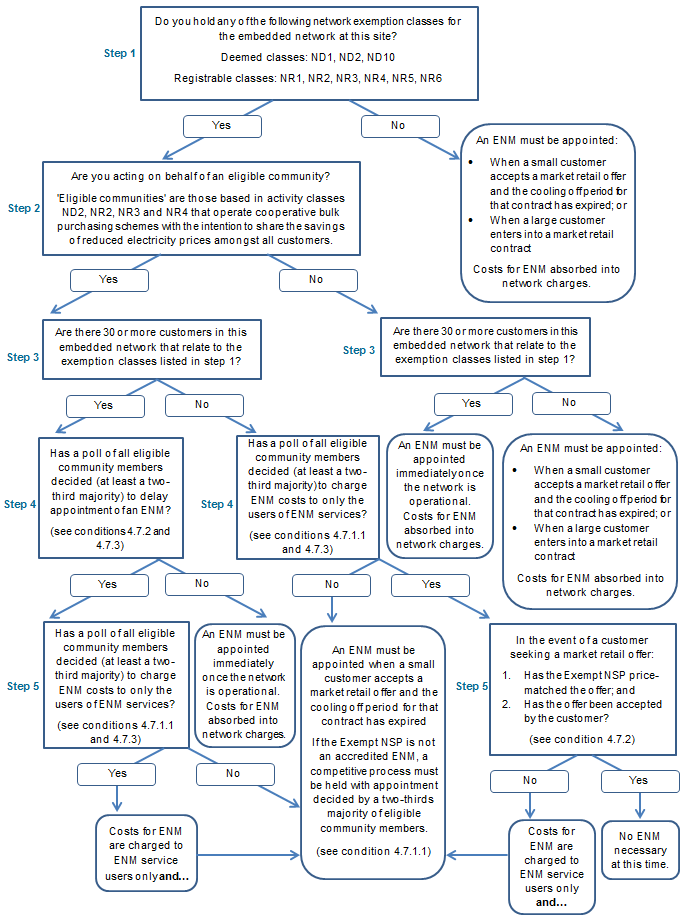 Do you hold any of the following network exemption classes for
the embedded network at this site?
Step 1
Deemed classes: ND1, ND2, ND10
Registrable classes: NR1, NR2, NR3, NR4, NR5, NR6
Yes
No
An ENM must be appointed:
• When a small customer
accepts a market retail offer
and the cooling off period for
that contract has expired; or
• When a large customer
enters into a market retail
contract
Costs for ENM absorbed into
network charges.
Step 2
Are you acting on behalf of an eligible community?
'Eligible communities' are those based in activity classes
ND2, NR2, NR3 and NR4 that operate cooperative bulk
purchasing schemes with the intention to share the savings
of reduced electricity prices amongst all customers.
Yes
No
Step 3
Are there 30 or more customers in this
embedded network that relate to the
exemption classes listed in step 1?
Step 3
Are there 30 or more customers in this
embedded network that relate to the
exemption classes listed in step 1?
Yes
No
Yes
No
Step 4
Has a poll of all eligible
community members
decided (at least a two-
third majority) to delay
appointment of an ENM?
(see conditions 4.7.2 and
4.7.3)
Step 4
Has a poll of all eligible
community members
decided (at least a two-
third majority) to charge
ENM costs to only the
users of ENM services?
(see conditions 4.7.1.1
and 4.7.3)
An ENM must be
appointed
immediately once
the network is
operational.
Costs for ENM
absorbed into
network charges.
An ENM must be appointed:
• When a small customer
accepts a market retail offer
and the cooling off period for
that contract has expired; or
• When a large customer
enters into a market retail
contract
Costs for ENM absorbed into
network charges.
Yes
No
No
Yes
Step 5
Has a poll of all eligible
community members
decided (at least a two-
third majority) to charge
ENM costs to only the
users of ENM services?
(see conditions 4.7.1.1
and 4.7.3)
An ENM must be
appointed
immediately
once the network
is operational.
Costs for ENM
absorbed into
network charges.
An ENM must be
appointed when a small
customer accepts a
market retail offer and the
cooling off period for that
contract has expired
If the Exempt NSP is not
an accredited ENM, a
competitive process must
be held with appointment
decided by a two-thirds
majority of eligible
community members.
(see condition 4.7.1.1)
Step 5
In the event of a customer
seeking a market retail offer:
1. Has the Exempt NSP price-
matched the offer; and
2. Has the offer been accepted
by the customer?
(see condition 4.7.2)
Yes
No
No
Yes
Costs for ENM
are charged to
ENM service
users only and...
Costs for
ENM are
charged to
ENM service
users only
and...
No ENM
necessary
at this time.